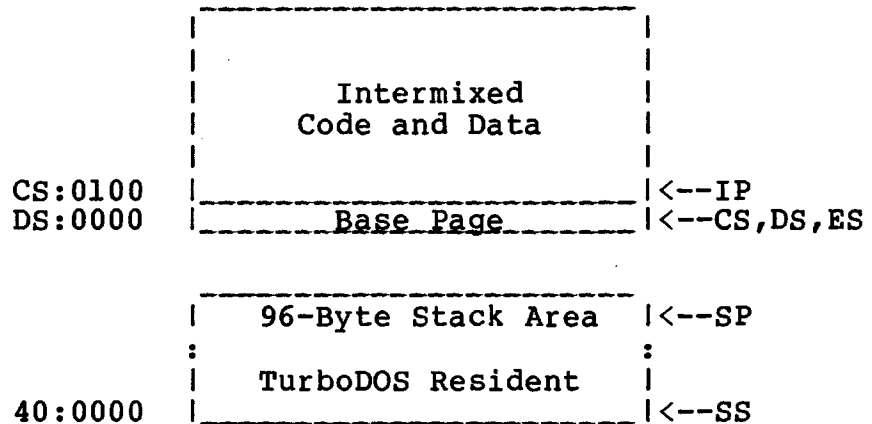 Intermixed
Code and Data
CS:0100 <--IP
DS:0000 Base Page <--CS,DS,ES
96-Byte Stack Area <--SP
: :
TurboDOS Resident
40:0000 <--SS